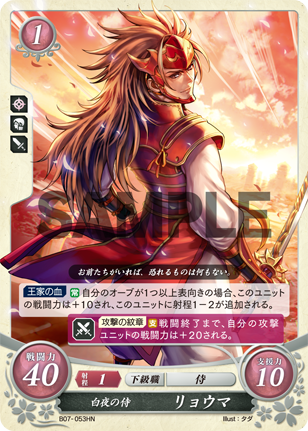 1
SAMPLE
お前たちがいれば、恐れるものは何もない。
王家の血 常 自分のオーブが1つ以上表向きの場合、このユニット
の戦闘力は＋10され、このユニットに射程1－2が追加される。
攻撃の紋章 支 戦闘終了まで、自分の攻撃
ユニットの戦闘力は＋20される。
戦闘力
40
射程 1 下級職 侍
支援力
10
白夜の侍 リョウマ
B07-053HN
Illust：タダ